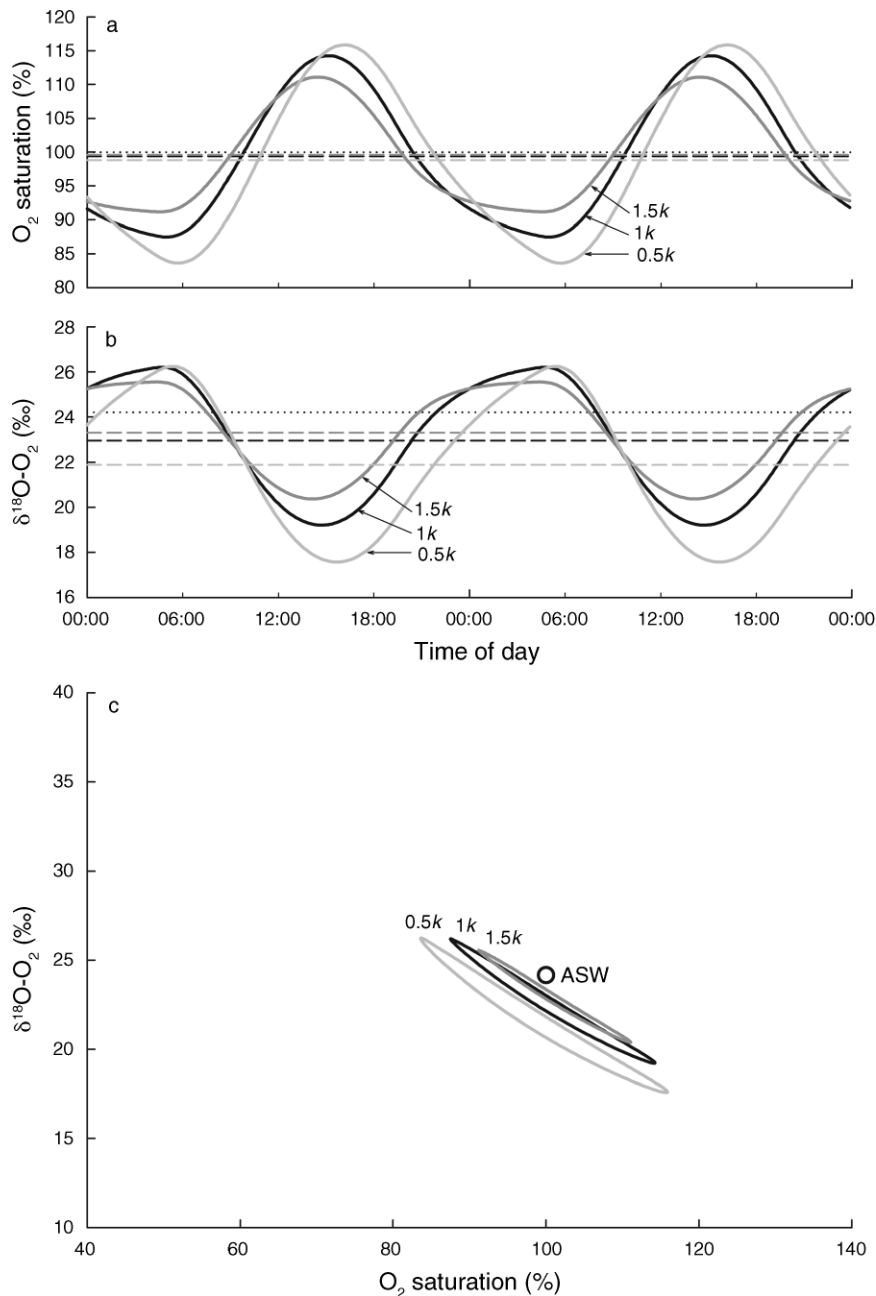 a
120
115
110
105
100
95
90
85
80
O2 saturation (%)
1.5k
1k
0.5k
b
28
26
24
22
20
18
16
δ18O-O2 (‰)
1.5k
1k
0.5k
00:00 06:00 12:00 18:00 00:00 06:00 12:00 18:00 00:00
Time of day
c
40
35
30
25
20
15
10
δ18O-O2 (‰)
0.5k 1k 1.5k
ASW
40 60 80 100 120 140
O2 saturation (%)